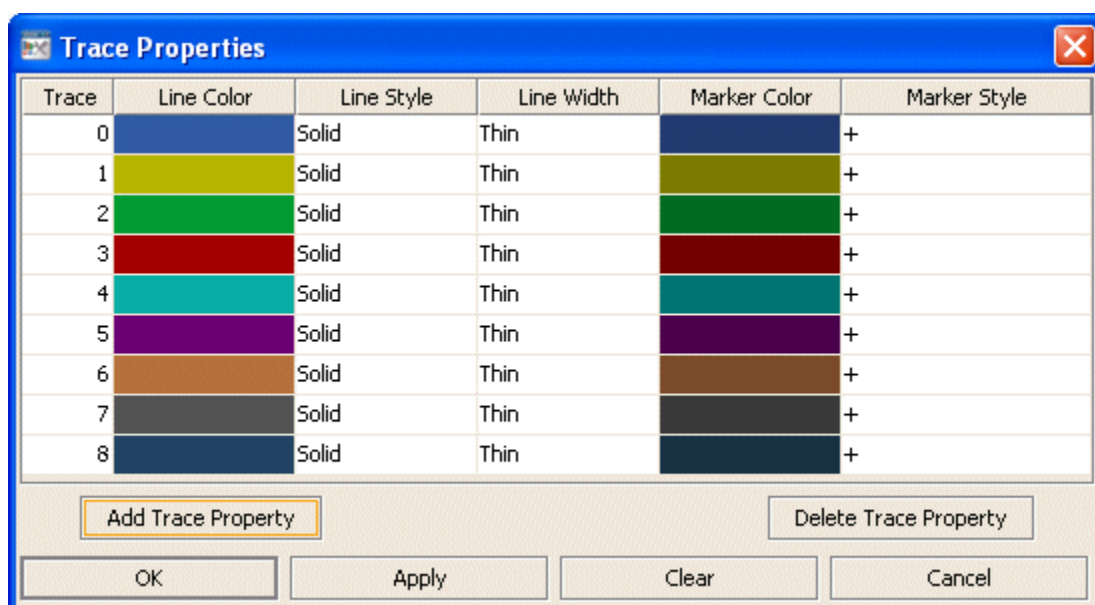 Trace Properties
Trace Line Color Line Style Line Width Marker Color Marker Style
0 Solid Thin +
1 Solid Thin +
2 Solid Thin +
3 Solid Thin +
4 Solid Thin +
5 Solid Thin +
6 Solid Thin +
7 Solid Thin +
8 Solid Thin +
Add Trace Property Delete Trace Property
OK Apply Clear Cancel